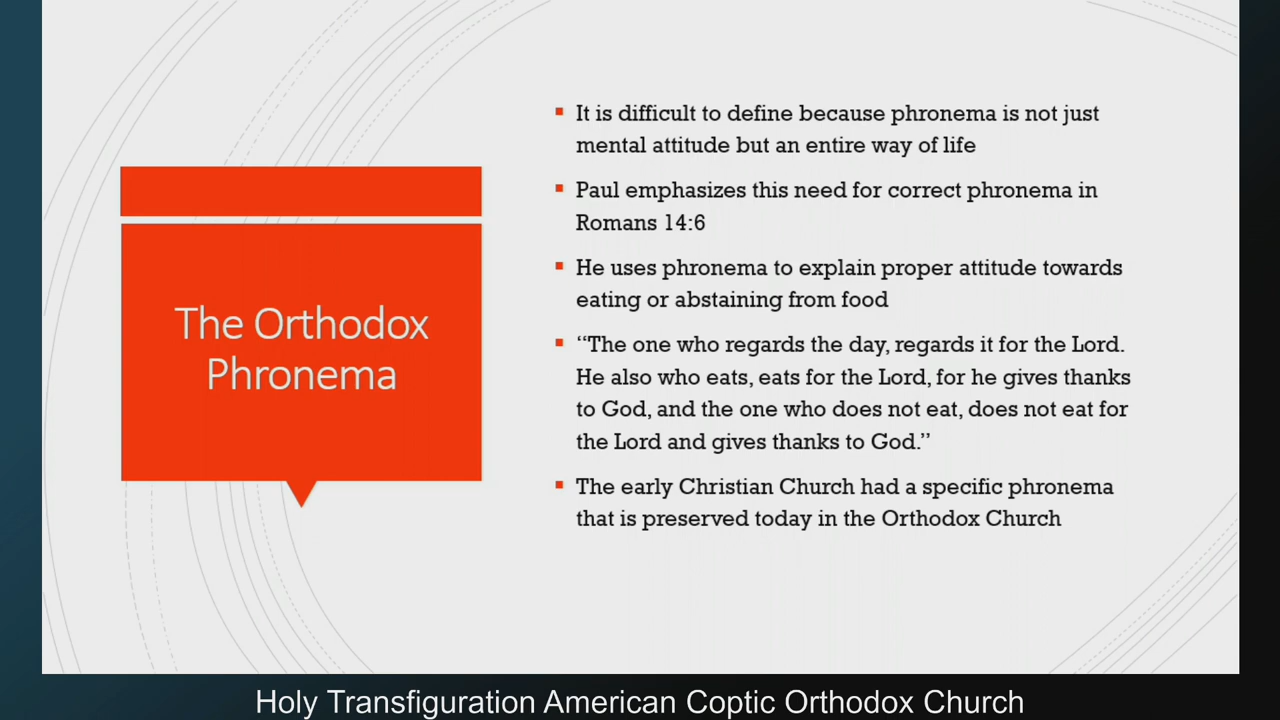 The Orthodox
Phronema
It is difficult to define because phronema is not just
mental attitude but an entire way of life
Paul emphasizes this need for correct phronema in
Romans 14:6
He uses phronema to explain proper attitude towards
eating or abstaining from food
“The one who regards the day, regards it for the Lord.
He also who eats, eats for the Lord, for he gives thanks
to God, and the one who does not eat, does not eat for
the Lord and gives thanks to God.”
The early Christian Church had a specific phronema
that is preserved today in the Orthodox Church
Holy Transfiguration American Coptic Orthodox Church